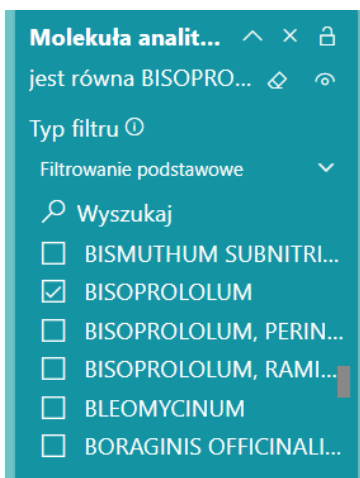 Molekuła analit...
jest równa BISOPRO...
Typ filtru
Filtrowanie podstawowe
Wyszukaj
BISMUTHUM SUBNITRI...
BISOPROLOLUM
BISOPROLOLUM, PERIN...
BISOPROLOLUM, RAMI...
BLEOMYCINUM
BORAGINIS OFFICINALI...